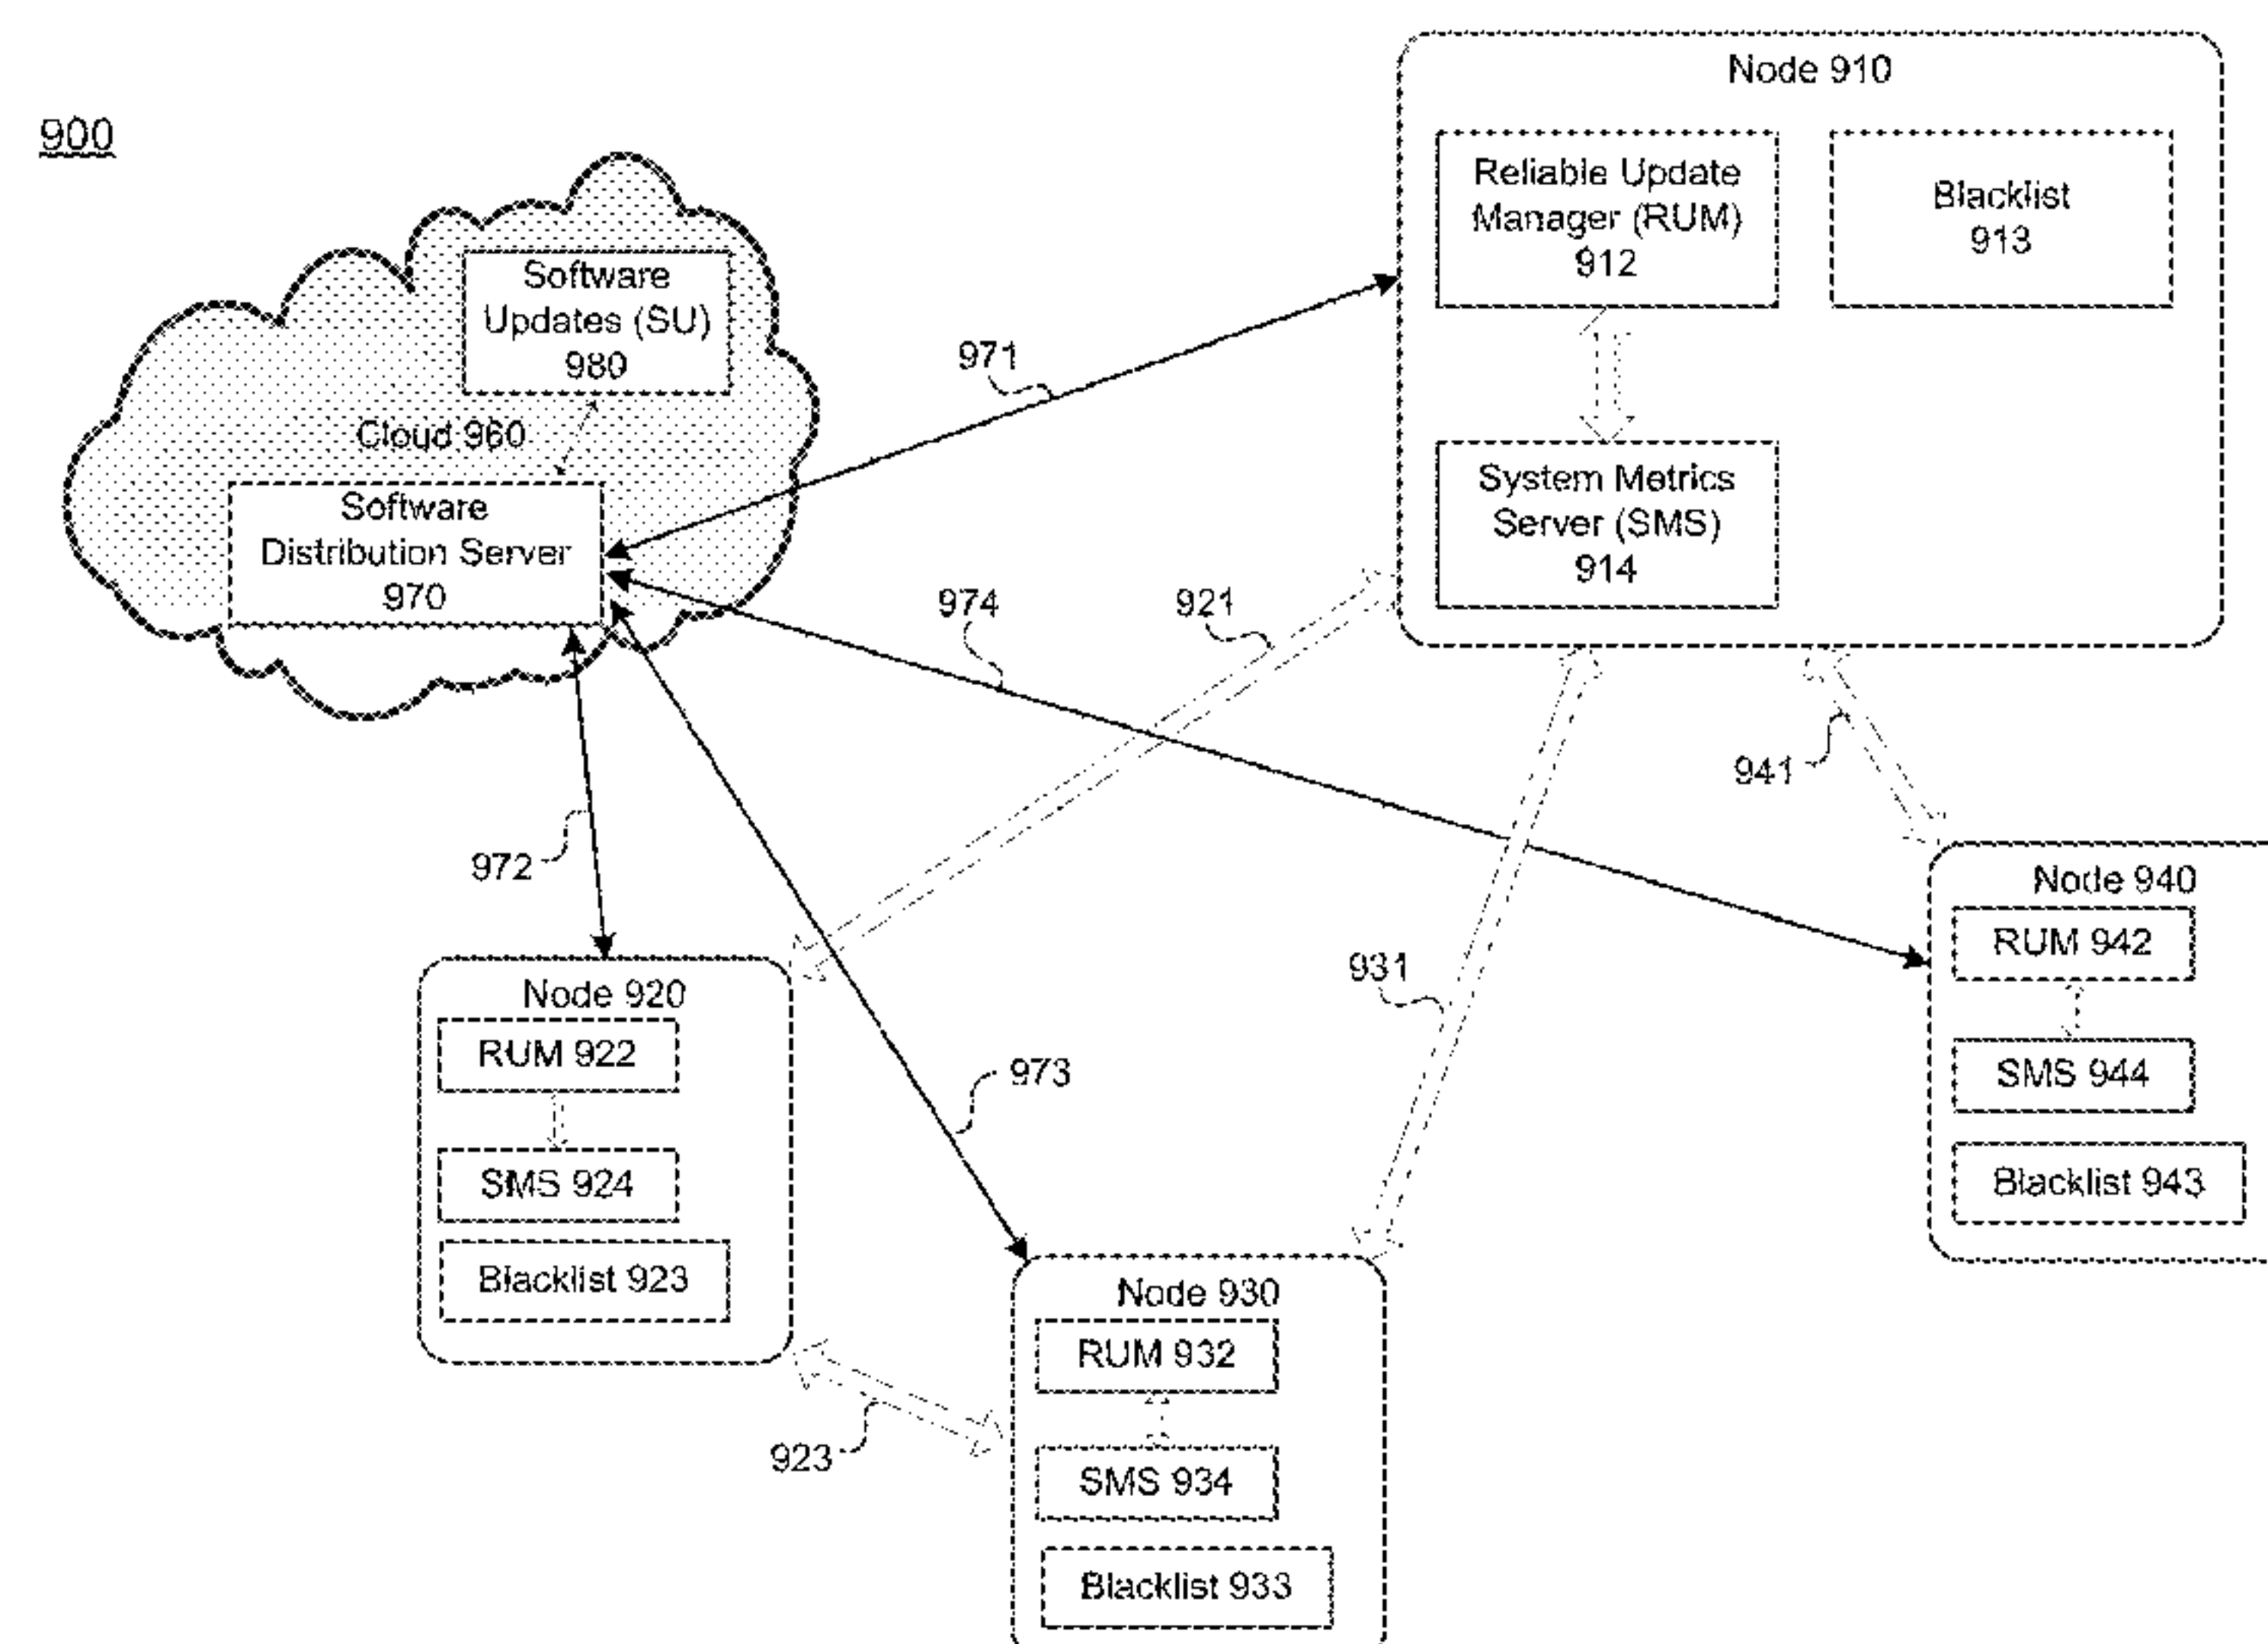 900
Node 910
Reliable Update
Manager (RUM)
912
Blacklist
913
System Metrics
Server (SMS)
914
Software
Updates (SU)
980
Cloud 960
Software
Distribution Server
970
971
974
921
941
972
931
973
923
Node 920
RUM 922
SMS 924
Blacklist 923
Node 930
RUM 932
SMS 934
Blacklist 933
Node 940
RUM 942
SMS 944
Blacklist 943